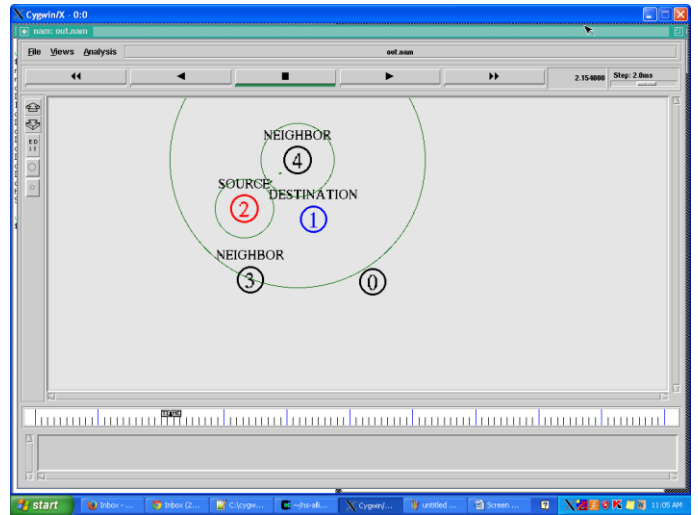 Cygwin/X - 0:0
nam: out.nam
File Views Analysis out.nam
2.154000 Step: 2.0ms
ED
IT
NEIGHBOR
4
SOURCE
DESTINATION
2
1
NEIGHBOR
3
0
start Inbox - ... Inbox (2... C:\cygw... ~/ns-alli... Cygwin/... untitled ... Screen ... 11:05 AM